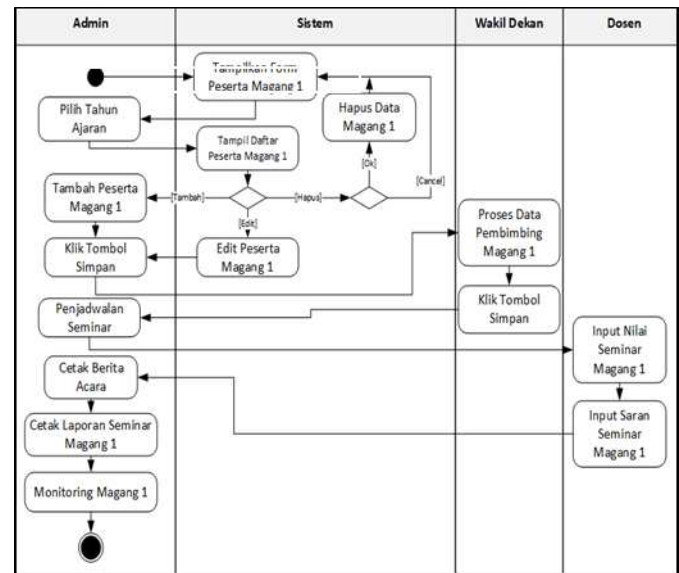 Admin
Sistem
Wakil Dekan
Dosen
Tampilkan Form
Peserta Magang 1
Pilih Tahun
Ajaran
Hapus Data
Magang 1
Tampil Daftar
Peserta Magang 1
[Ok]
[Cancel]
Tambah Peserta
Magang 1
[Tambah]
[Hapus]
[Edit]
Klik Tombol
Simpan
Edit Peserta
Magang 1
Proses Data
Pembimbing
Magang 1
Klik Tombol
Simpan
Penjadwalan
Seminar
Input Nilai
Seminar
Magang 1
Cetak Berita
Acara
Input Saran
Seminar
Magang 1
Cetak Laporan Seminar
Magang 1
Monitoring Magang 1